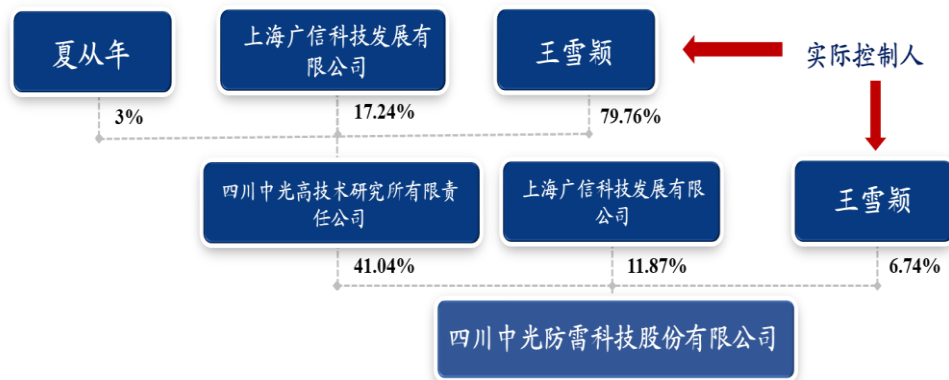 夏从年
上海广信科技发展有
限公司
王雪颖
实际控制人
3%
17.24%
79.76%
四川中光高技术研究所有限责
任公司
上海广信科技发展有限
公司
王雪颖
41.04%
11.87%
6.74%
四川中光防雷科技股份有限公司